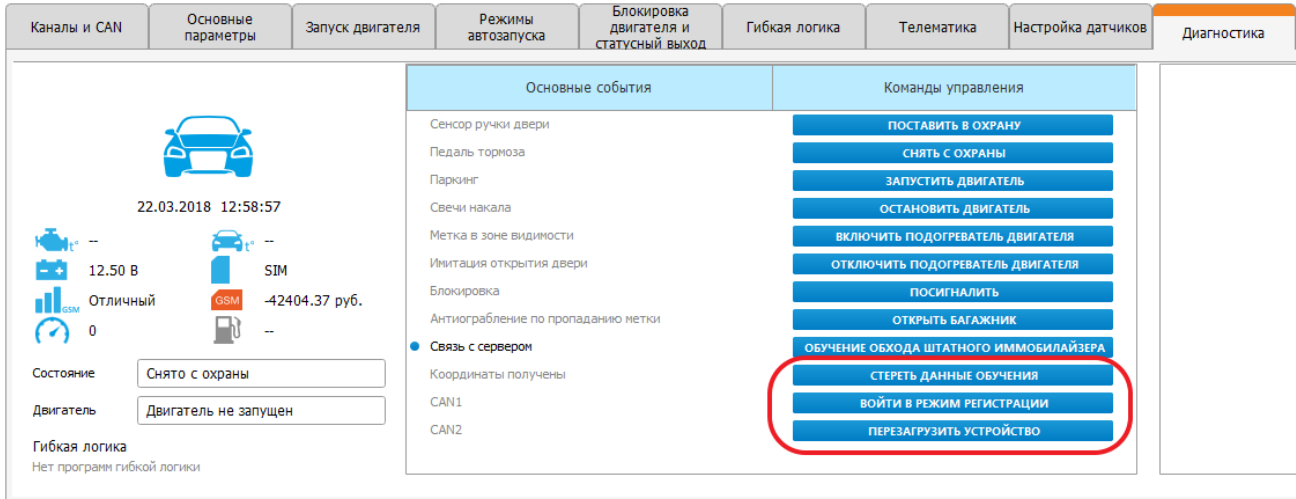 Каналы и CAN
Основные
параметры
Запуск двигателя
Режимы
автозапуска
Блокировка
двигателя и
статусный выход
Гибкая логика
Телематика
Настройка датчиков
Диагностика
22.03.2018 12:58:57
t° --
t° --
12.50 В
SIM
GSM
Отличный
GSM
-42404.37 руб.
0
--
Состояние
Снято с охраны
Двигатель
Двигатель не запущен
Гибкая логика
Нет программ гибкой логики
Основные события
Команды управления
Сенсор ручки двери
ПОСТАВИТЬ В ОХРАНУ
Педаль тормоза
СНЯТЬ С ОХРАНЫ
Паркинг
ЗАПУСТИТЬ ДВИГАТЕЛЬ
Свечи накала
ОСТАНОВИТЬ ДВИГАТЕЛЬ
Метка в зоне видимости
ВКЛЮЧИТЬ ПОДОГРЕВАТЕЛЬ ДВИГАТЕЛЯ
Имитация открытия двери
ОТКЛЮЧИТЬ ПОДОГРЕВАТЕЛЬ ДВИГАТЕЛЯ
Блокировка
ПОСИГНАЛИТЬ
Антиограбление по пропаданию метки
ОТКРЫТЬ БАГАЖНИК
Связь с сервером
ОБУЧЕНИЕ ОБХОДА ШТАТНОГО ИММОБИЛАЙЗЕРА
Координаты получены
СТЕРЕТЬ ДАННЫЕ ОБУЧЕНИЯ
CAN1
ВОЙТИ В РЕЖИМ РЕГИСТРАЦИИ
CAN2
ПЕРЕЗАГРУЗИТЬ УСТРОЙСТВО